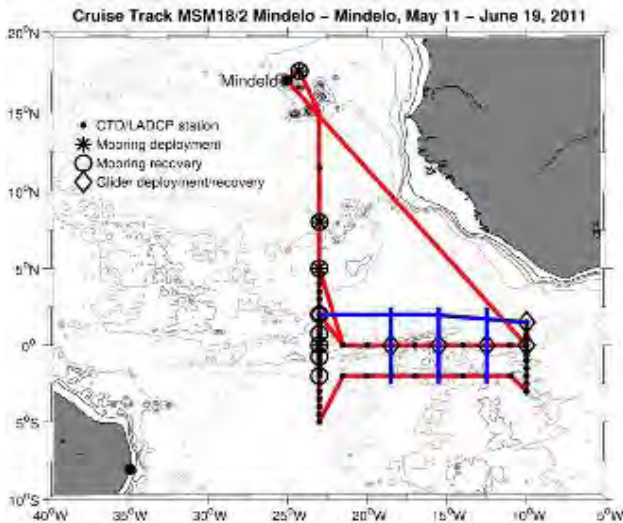 Cruise Track MSM18/2 Mindelo – Mindelo, May 11 – June 19, 2011
20°N
Mindelo
CTD/LADCP station
Mooring deployment
Mooring recovery
Glider deployment/recovery
15°N
10°N
5°N
0°
5°S
10°S
40°W 35°W 30°W 25°W 20°W 15°W 10°W 5°W